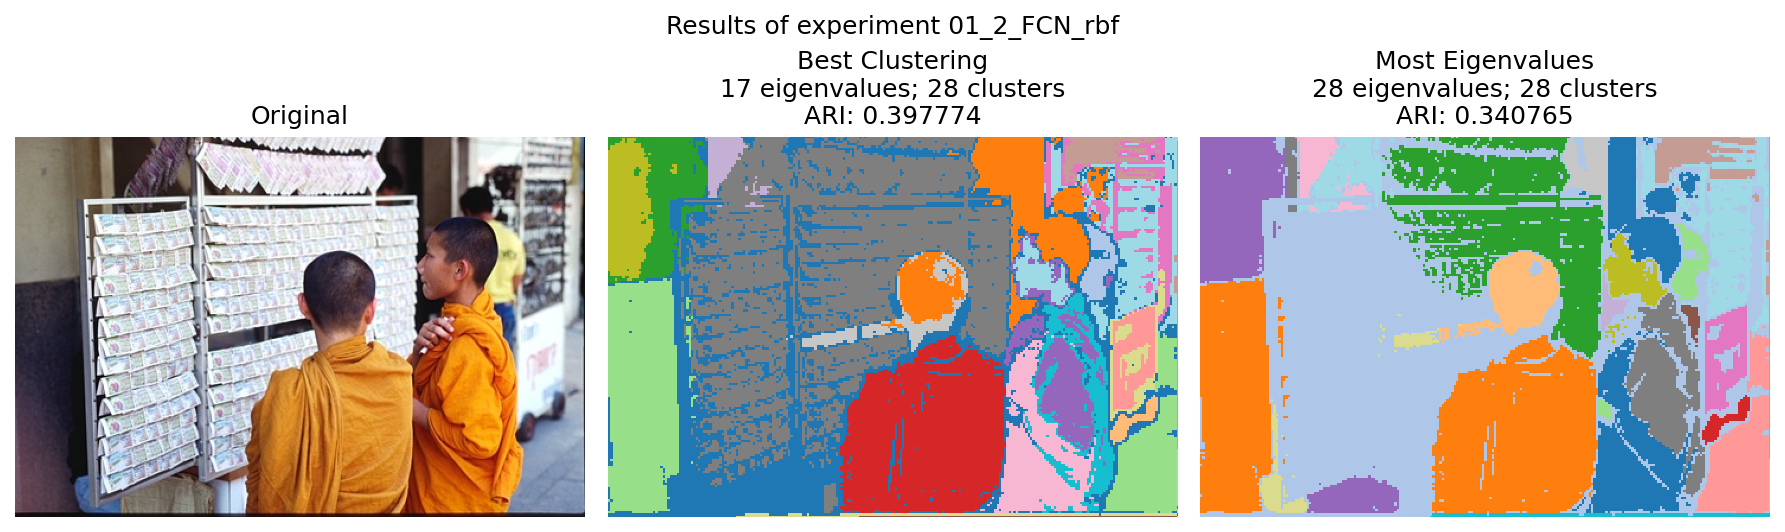 Results of experiment 01_2_FCN_rbf
Original
Best Clustering
17 eigenvalues; 28 clusters
ARI: 0.397774
Most Eigenvalues
28 eigenvalues; 28 clusters
ARI: 0.340765